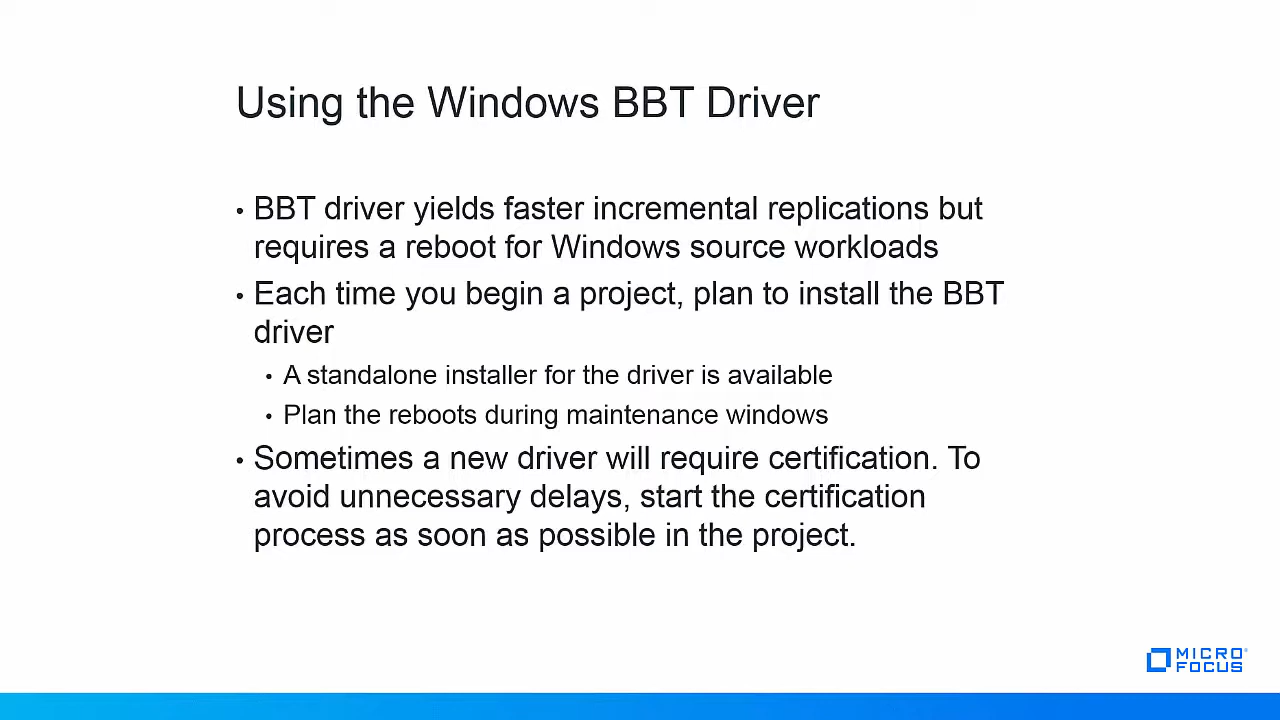 Using the Windows BBT Driver
• BBT driver yields faster incremental replications but
requires a reboot for Windows source workloads
• Each time you begin a project, plan to install the BBT
driver
• A standalone installer for the driver is available
• Plan the reboots during maintenance windows
• Sometimes a new driver will require certification. To
avoid unnecessary delays, start the certification
process as soon as possible in the project.
MICRO
FOCUS